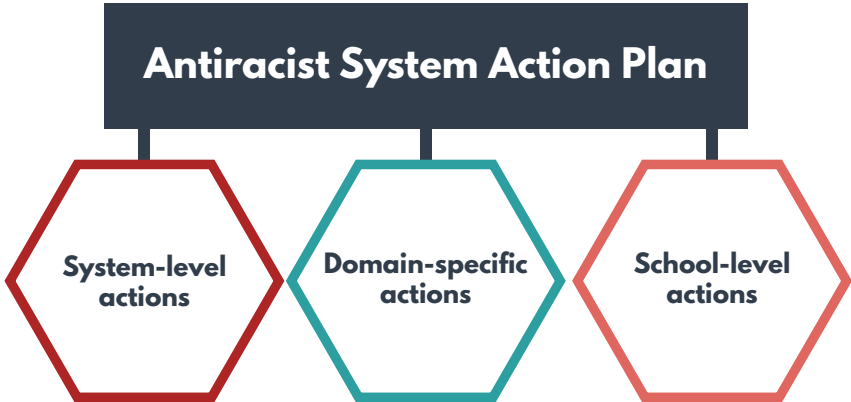 Antiracist System Action Plan
System-level
actions
Domain-specific
actions
School-level
actions